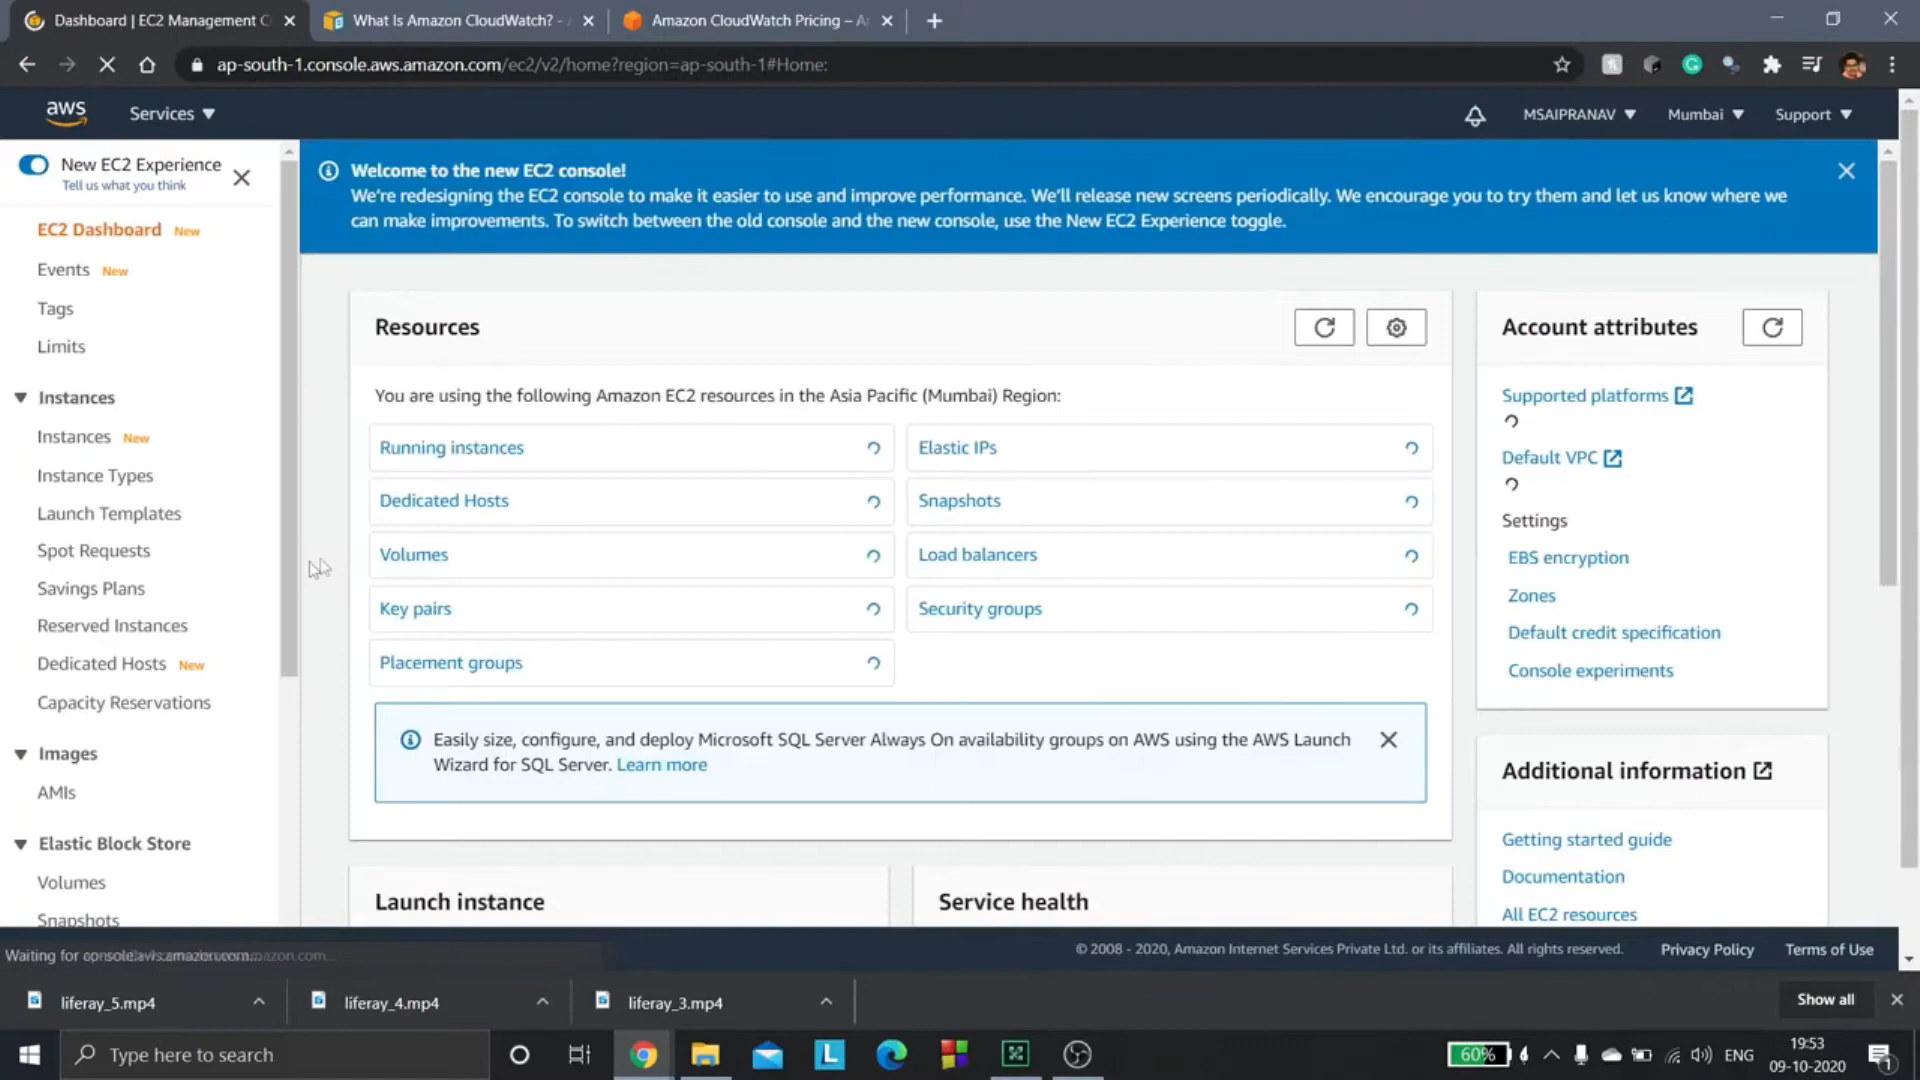 Dashboard | EC2 Management C
What Is Amazon CloudWatch? -
Amazon CloudWatch Pricing – A
ap-south-1.console.aws.amazon.com/ec2/v2/home?region=ap-south-1#Home:
aws
Services
MSAIPRANAV
Mumbai
Support
New EC2 Experience
Tell us what you think
EC2 Dashboard New
Events New
Tags
Limits
Instances
Instances New
Instance Types
Launch Templates
Spot Requests
Savings Plans
Reserved Instances
Dedicated Hosts New
Capacity Reservations
Images
AMIs
Elastic Block Store
Volumes
Snapshots
Welcome to the new EC2 console!
We're redesigning the EC2 console to make it easier to use and improve performance. We'll release new screens periodically. We encourage you to try them and let us know where we
can make improvements. To switch between the old console and the new console, use the New EC2 Experience toggle.
Resources
You are using the following Amazon EC2 resources in the Asia Pacific (Mumbai) Region:
Running instances
Elastic IPs
Dedicated Hosts
Snapshots
Volumes
Load balancers
Key pairs
Security groups
Placement groups
Easily size, configure, and deploy Microsoft SQL Server Always On availability groups on AWS using the AWS Launch
Wizard for SQL Server. Learn more
Launch instance
Service health
Account attributes
Supported platforms
Default VPC
Settings
EBS encryption
Zones
Default credit specification
Console experiments
Additional information
Getting started guide
Documentation
All EC2 resources
Waiting for
© 2008 - 2020, Amazon Internet Services Private Ltd. or its affiliates. All rights reserved.
Privacy Policy
Terms of Use
liferay_5.mp4
liferay_4.mp4
liferay_3.mp4
Show all
Type here to search
60%
ENG
19:53
09-10-2020
1